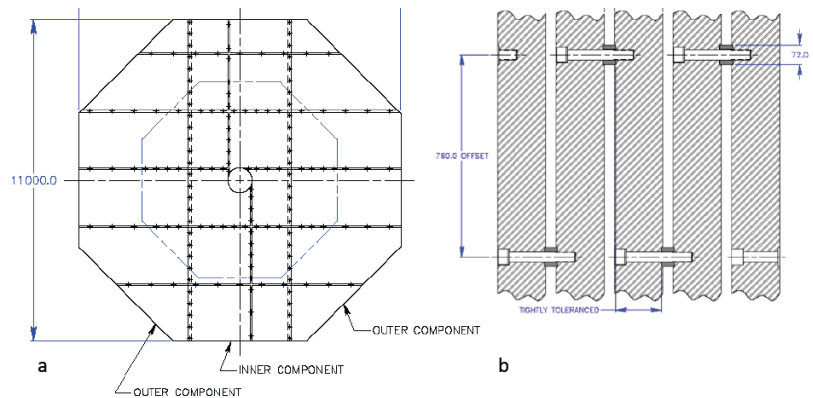 11000.0
OUTER COMPONENT
INNER COMPONENT
OUTER COMPONENT
a
72.0
760.0 OFFSET
TIGHTLY TOLERANCED
b